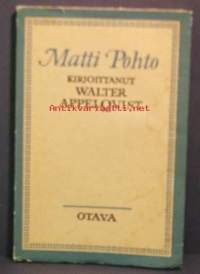 Matti Pohto
KIRJOITTANUT
WALTER
APPELQVIST
OTAVA